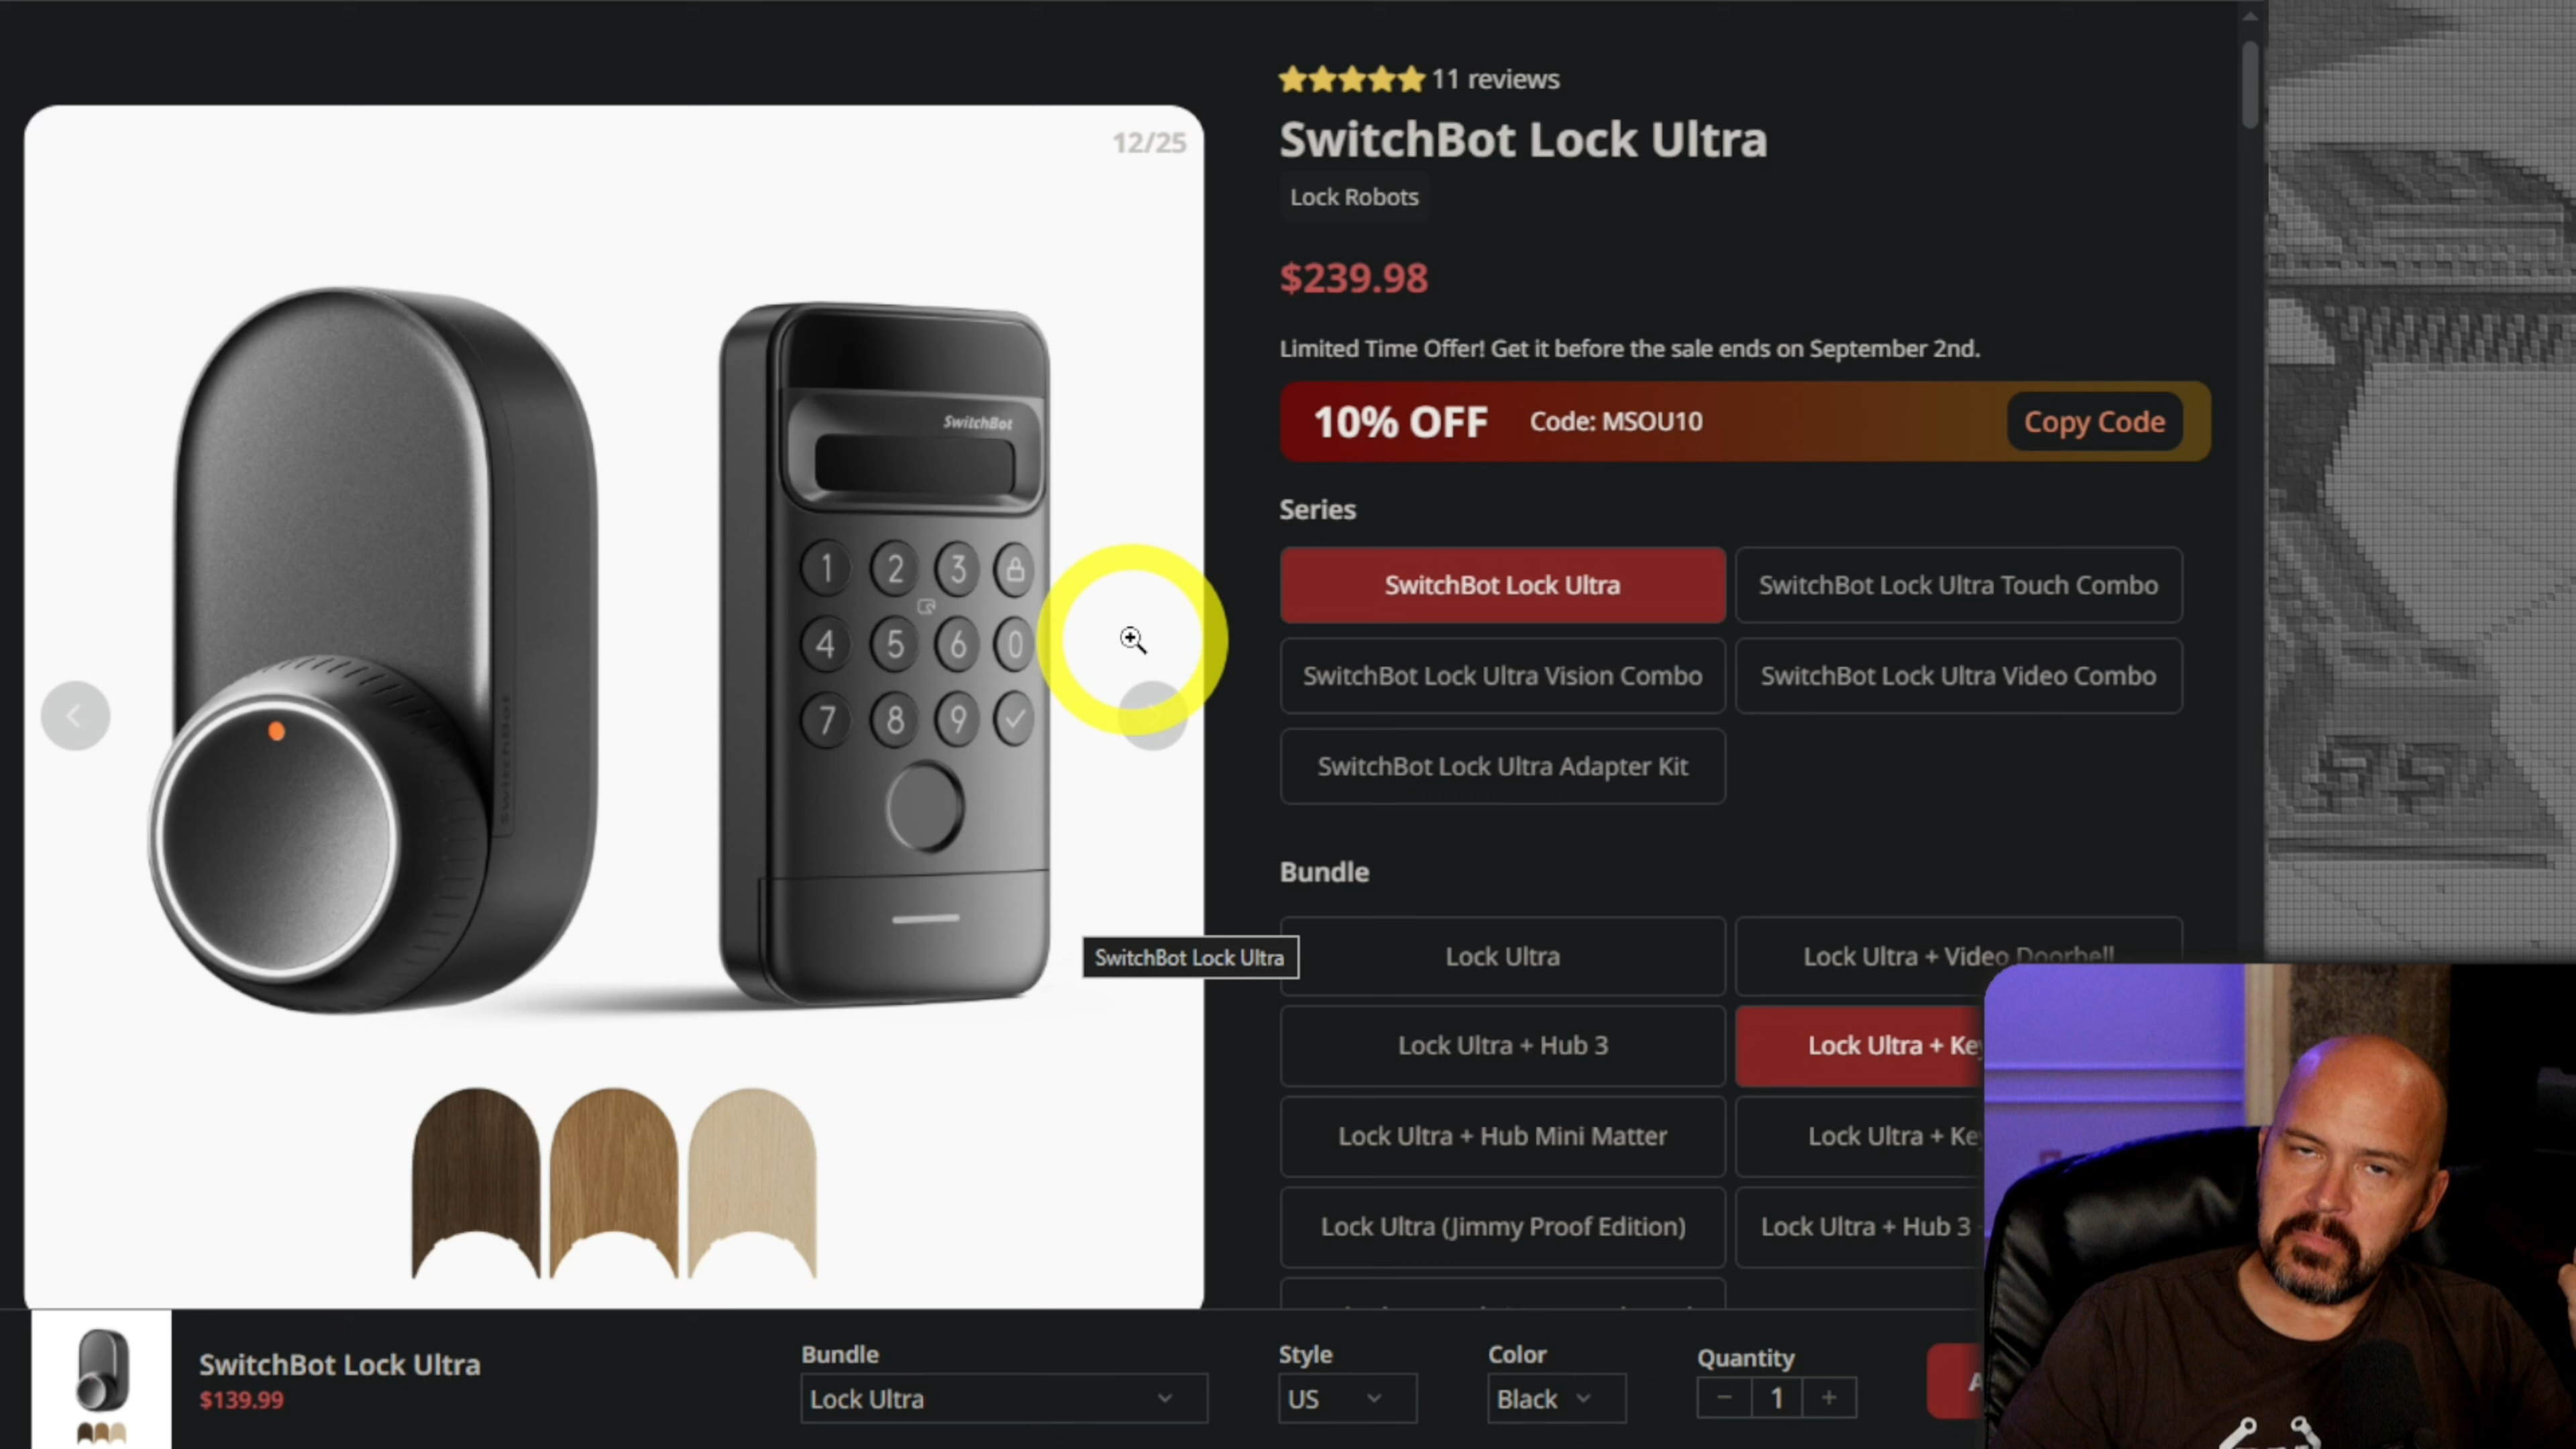 11 reviews
SwitchBot Lock Ultra
Lock Robots
$239.98
Limited Time Offer! Get it before the sale ends on September 2nd.
10% OFF Code: MSOU10 Copy Code
Series
SwitchBot Lock Ultra
SwitchBot Lock Ultra Touch Combo
SwitchBot Lock Ultra Vision Combo
SwitchBot Lock Ultra Video Combo
SwitchBot Lock Ultra Adapter Kit
Bundle
Lock Ultra
Lock Ultra + Video Doorbell
Lock Ultra + Hub 3
Lock Ultra + Key
Lock Ultra + Hub Mini Matter
Lock Ultra + Key
Lock Ultra (Jimmy Proof Edition)
Lock Ultra + Hub 3
12/25
SwitchBot
1 2 3
4 5 6 0
7 8 9
SwitchBot
SwitchBot Lock Ultra
SwitchBot Lock Ultra
$139.99
Bundle
Lock Ultra
Style
US
Color
Black
Quantity
− 1 +